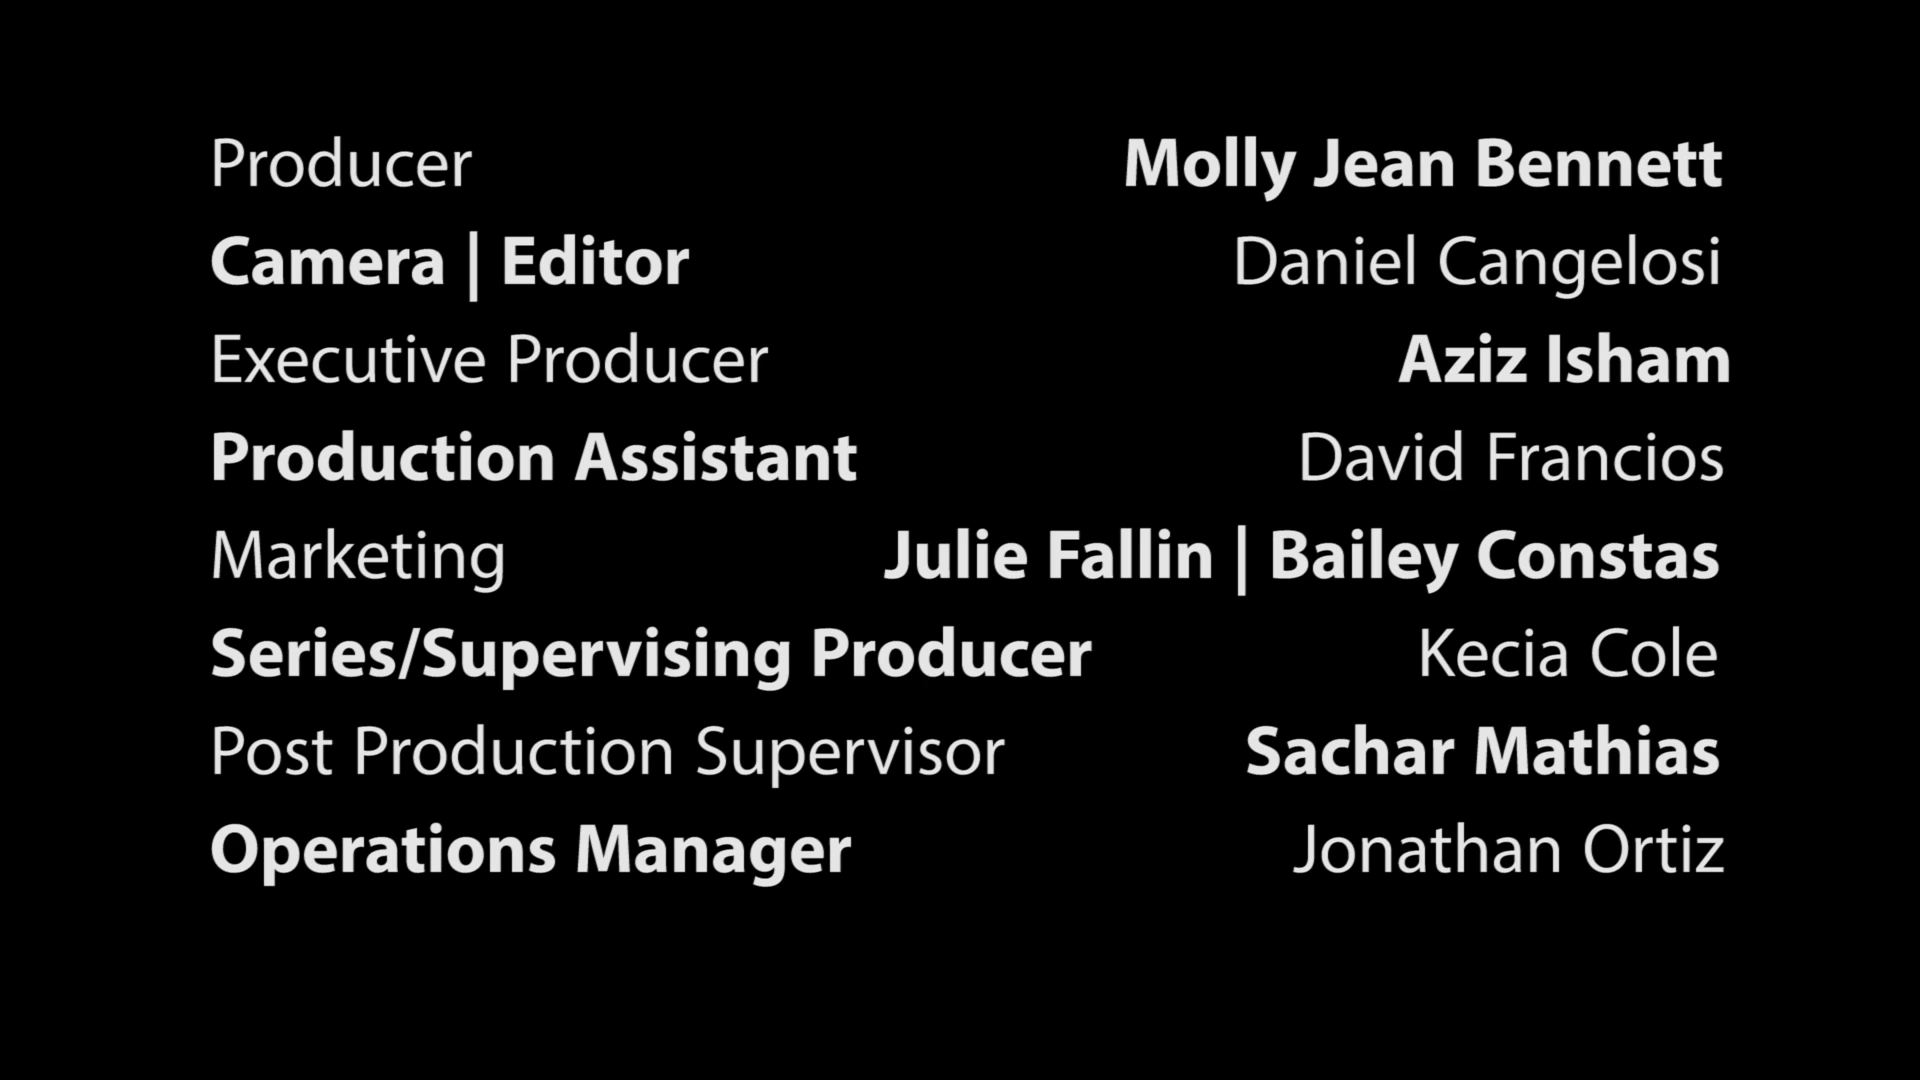 Producer Molly Jean Bennett
Camera | Editor Daniel Cangelosi
Executive Producer Aziz Isham
Production Assistant David Francios
Marketing Julie Fallin | Bailey Constas
Series/Supervising Producer Kecia Cole
Post Production Supervisor Sachar Mathias
Operations Manager Jonathan Ortiz